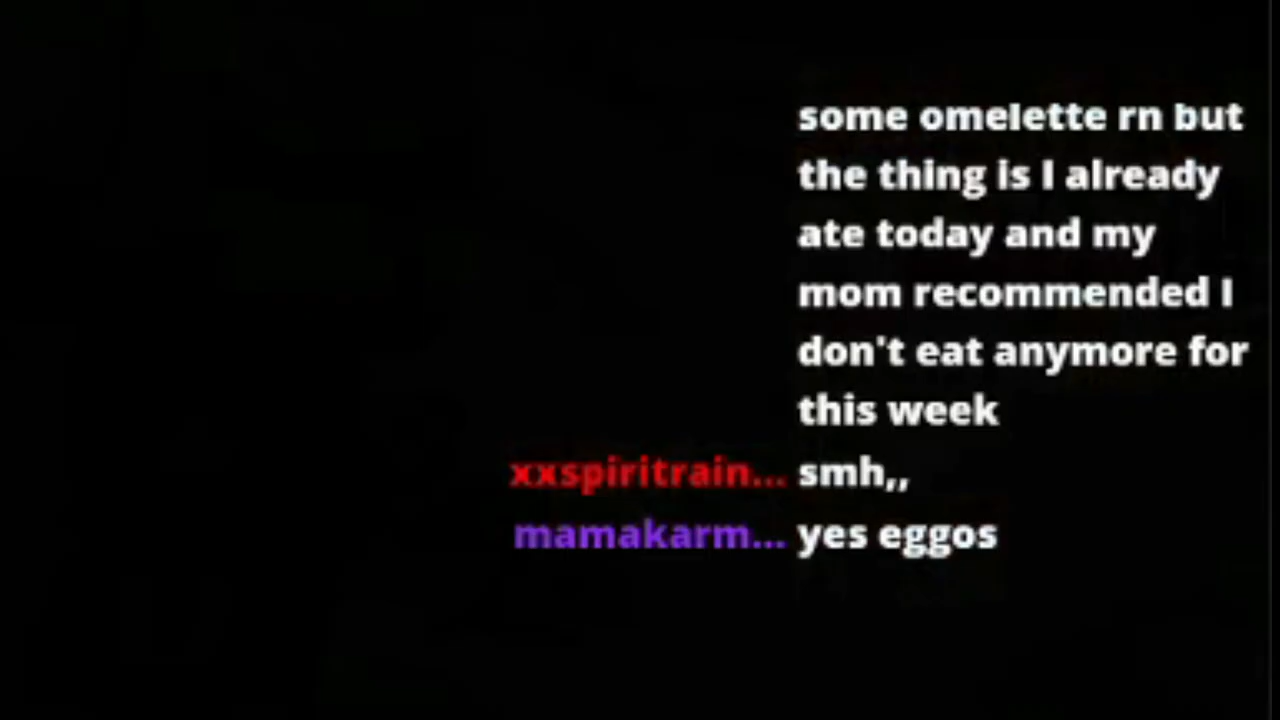 some omelette rn but
the thing is I already
ate today and my
mom recommended I
don't eat anymore for
this week
xxspiritrain... smh,,
mamakarm... yes eggos